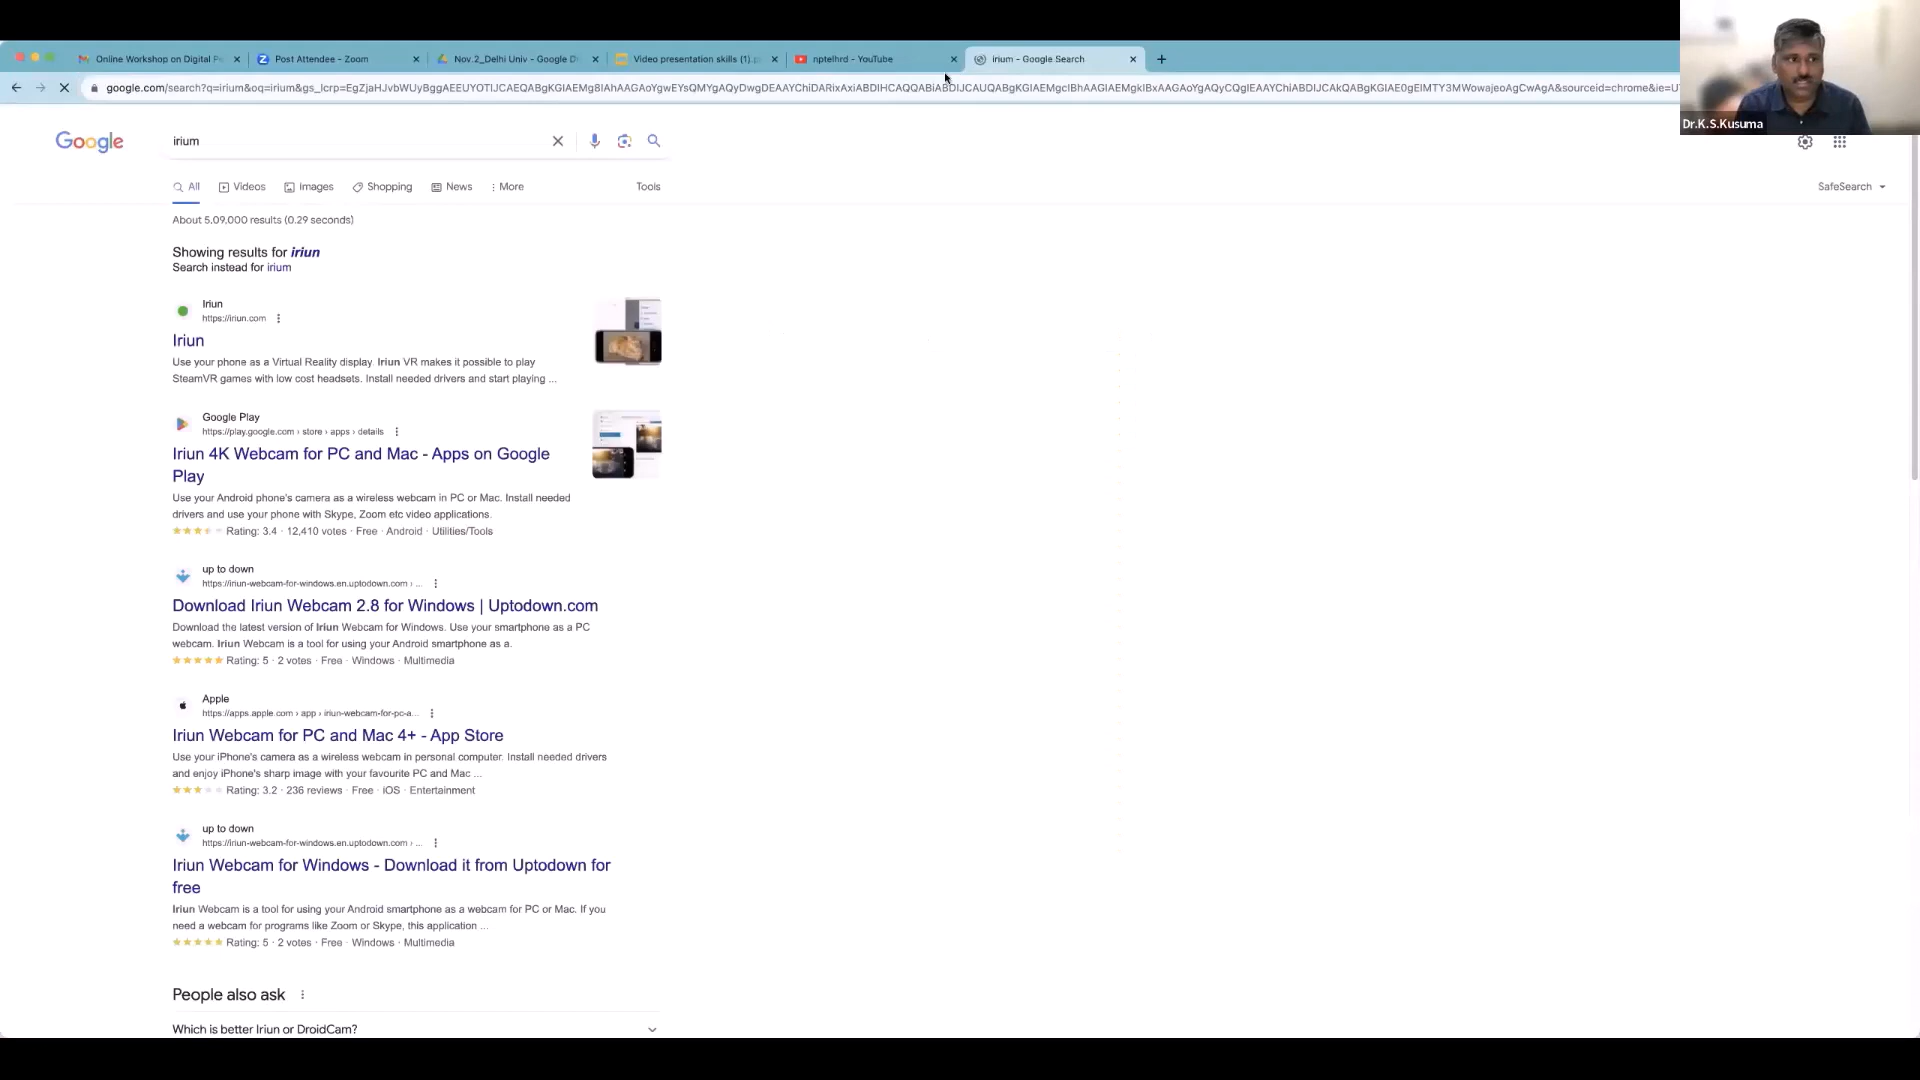 Online Workshop on Digital
Post Attendee - Zoom
Nov.2_Delhi Univ - Google D
Video presentation skills (1).p
nptelhrd - YouTube
irium - Google Search
Dr.K.S.Kusuma
Google
irium
All
Videos
Images
Shopping
News
More
Tools
SafeSearch
About 5,09,000 results (0.29 seconds)
Showing results for iriun
Search instead for irium
Iriun
https://iriun.com
Iriun
Use your phone as a Virtual Reality display. Iriun VR makes it possible to play
SteamVR games with low cost headsets. Install needed drivers and start playing ...
Google Play
https://play.google.com › store › apps › details
Iriun 4K Webcam for PC and Mac - Apps on Google
Play
Use your Android phone's camera as a wireless webcam in PC or Mac. Install needed
drivers and use your phone with Skype, Zoom etc video applications.
Rating: 3.4 · 12,410 votes · Free · Android · Utilities/Tools
up to down
https://iriun-webcam-for-windows.en.uptodown.com › ...
Download Iriun Webcam 2.8 for Windows | Uptodown.com
Download the latest version of Iriun Webcam for Windows. Use your smartphone as a PC
webcam. Iriun Webcam is a tool for using your Android smartphone as a.
Rating: 5 · 2 votes · Free · Windows · Multimedia
Apple
https://apps.apple.com › app › iriun-webcam-for-pc-a...
Iriun Webcam for PC and Mac 4+ - App Store
Use your iPhone's camera as a wireless webcam in personal computer. Install needed drivers
and enjoy iPhone's sharp image with your favourite PC and Mac ...
Rating: 3.2 · 236 reviews · Free · iOS · Entertainment
up to down
https://iriun-webcam-for-windows.en.uptodown.com › ...
Iriun Webcam for Windows - Download it from Uptodown for
free
Iriun Webcam is a tool for using your Android smartphone as a webcam for PC or Mac. If you
need a webcam for programs like Zoom or Skype, this application ...
Rating: 5 · 2 votes · Free · Windows · Multimedia
People also ask
Which is better Iriun or DroidCam?